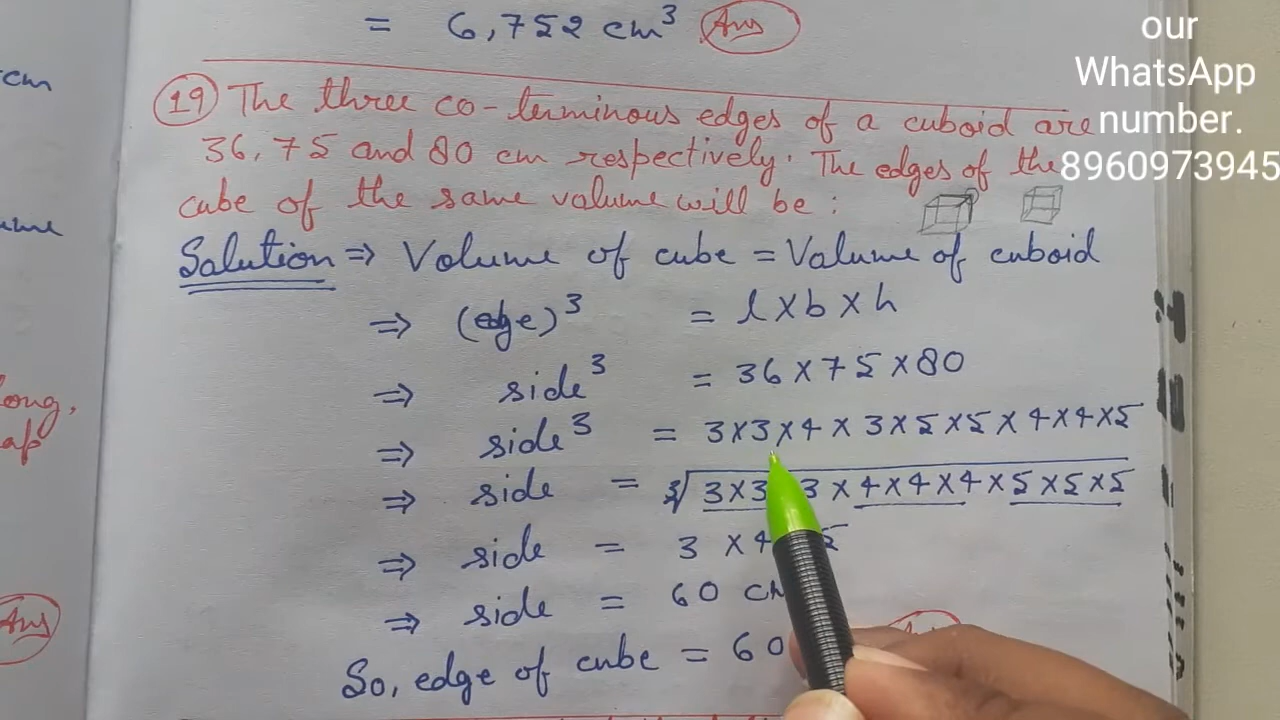 = 6,752 cm³ Ans
our
WhatsApp
number.
8960973945
cm
19 The three co-terminous edges of a cuboid are
36, 75 and 80 cm respectively. The edges of the
cube of the same volume will be :
Solution ⇒ Volume of cube = Volume of cuboid
⇒ (edge)³ = l × b × h
⇒ side³ = 36 × 75 × 80
⇒ side³ = 3×3×4×3×5×5×4×4×5
⇒ side = ∛3×3 3×4×4×4×5×5×5
⇒ side = 3 × 4 5
⇒ side = 60
So, edge of cube = 60
ong,
Ans